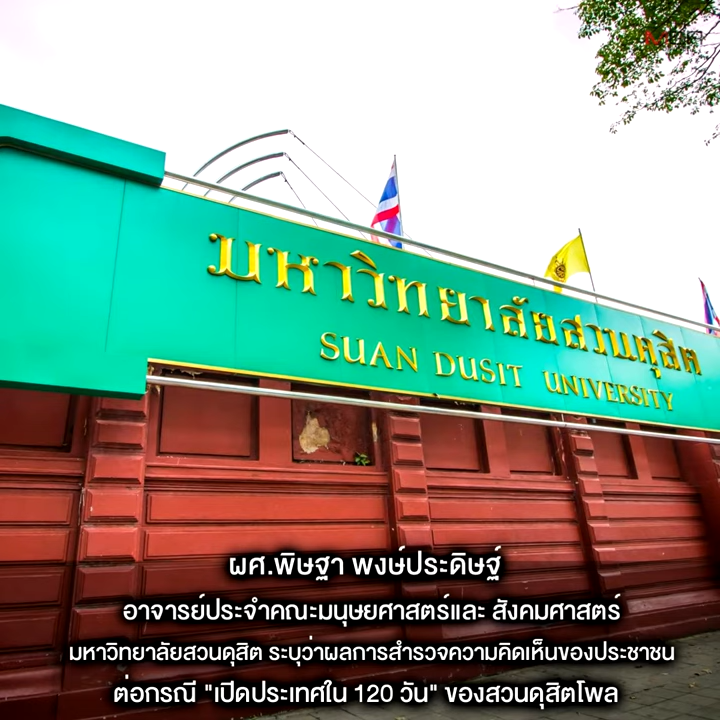 มหาวิทยาลัยสวนดุสิต
SUAN DUSIT UNIVERSITY
ผศ.พิษฐา พงษ์ประดิษฐ์
อาจารย์ประจำคณะมนุษยศาสตร์และ สังคมศาสตร์
มหาวิทยาลัยสวนดุสิต ระบุว่าผลการสำรวจความคิดเห็นของประชาชน
ต่อกรณี "เปิดประเทศใน 120 วัน" ของสวนดุสิตโพล